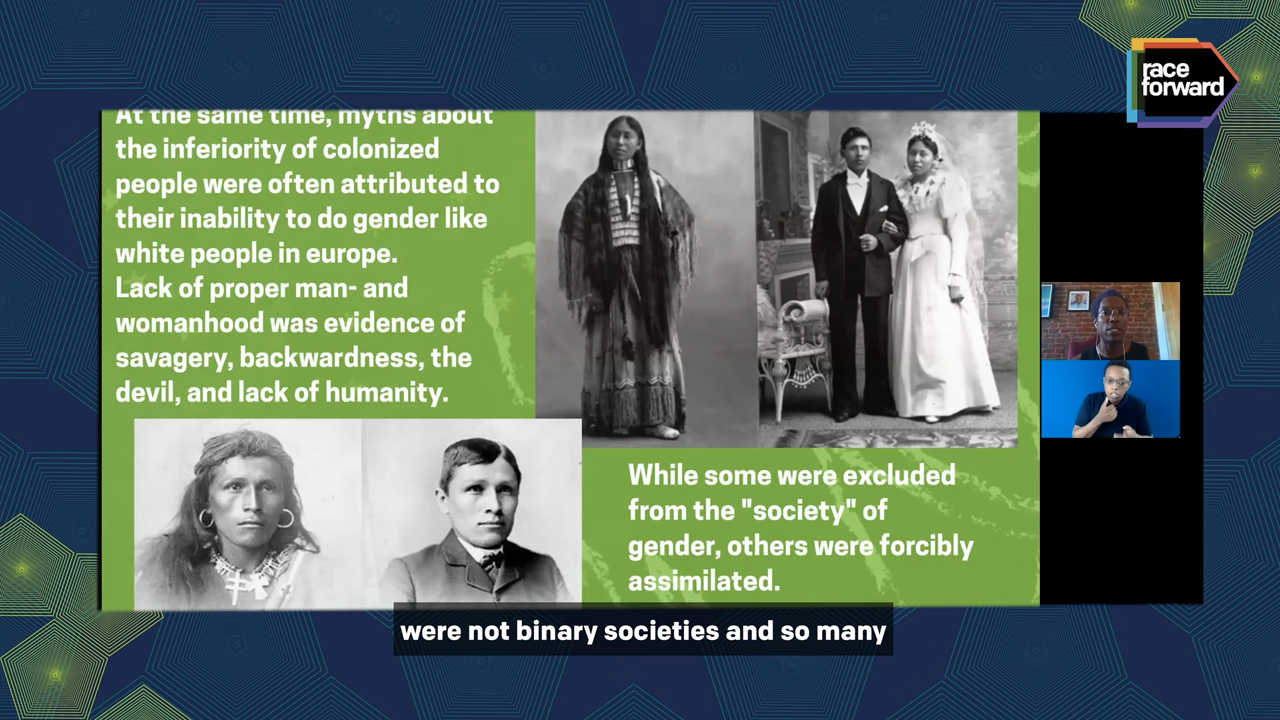 race
forward
At the same time, myths about
the inferiority of colonized
people were often attributed to
their inability to do gender like
white people in europe.
Lack of proper man- and
womanhood was evidence of
savagery, backwardness, the
devil, and lack of humanity.
While some were excluded
from the "society" of
gender, others were forcibly
assimilated.
were not binary societies and so many